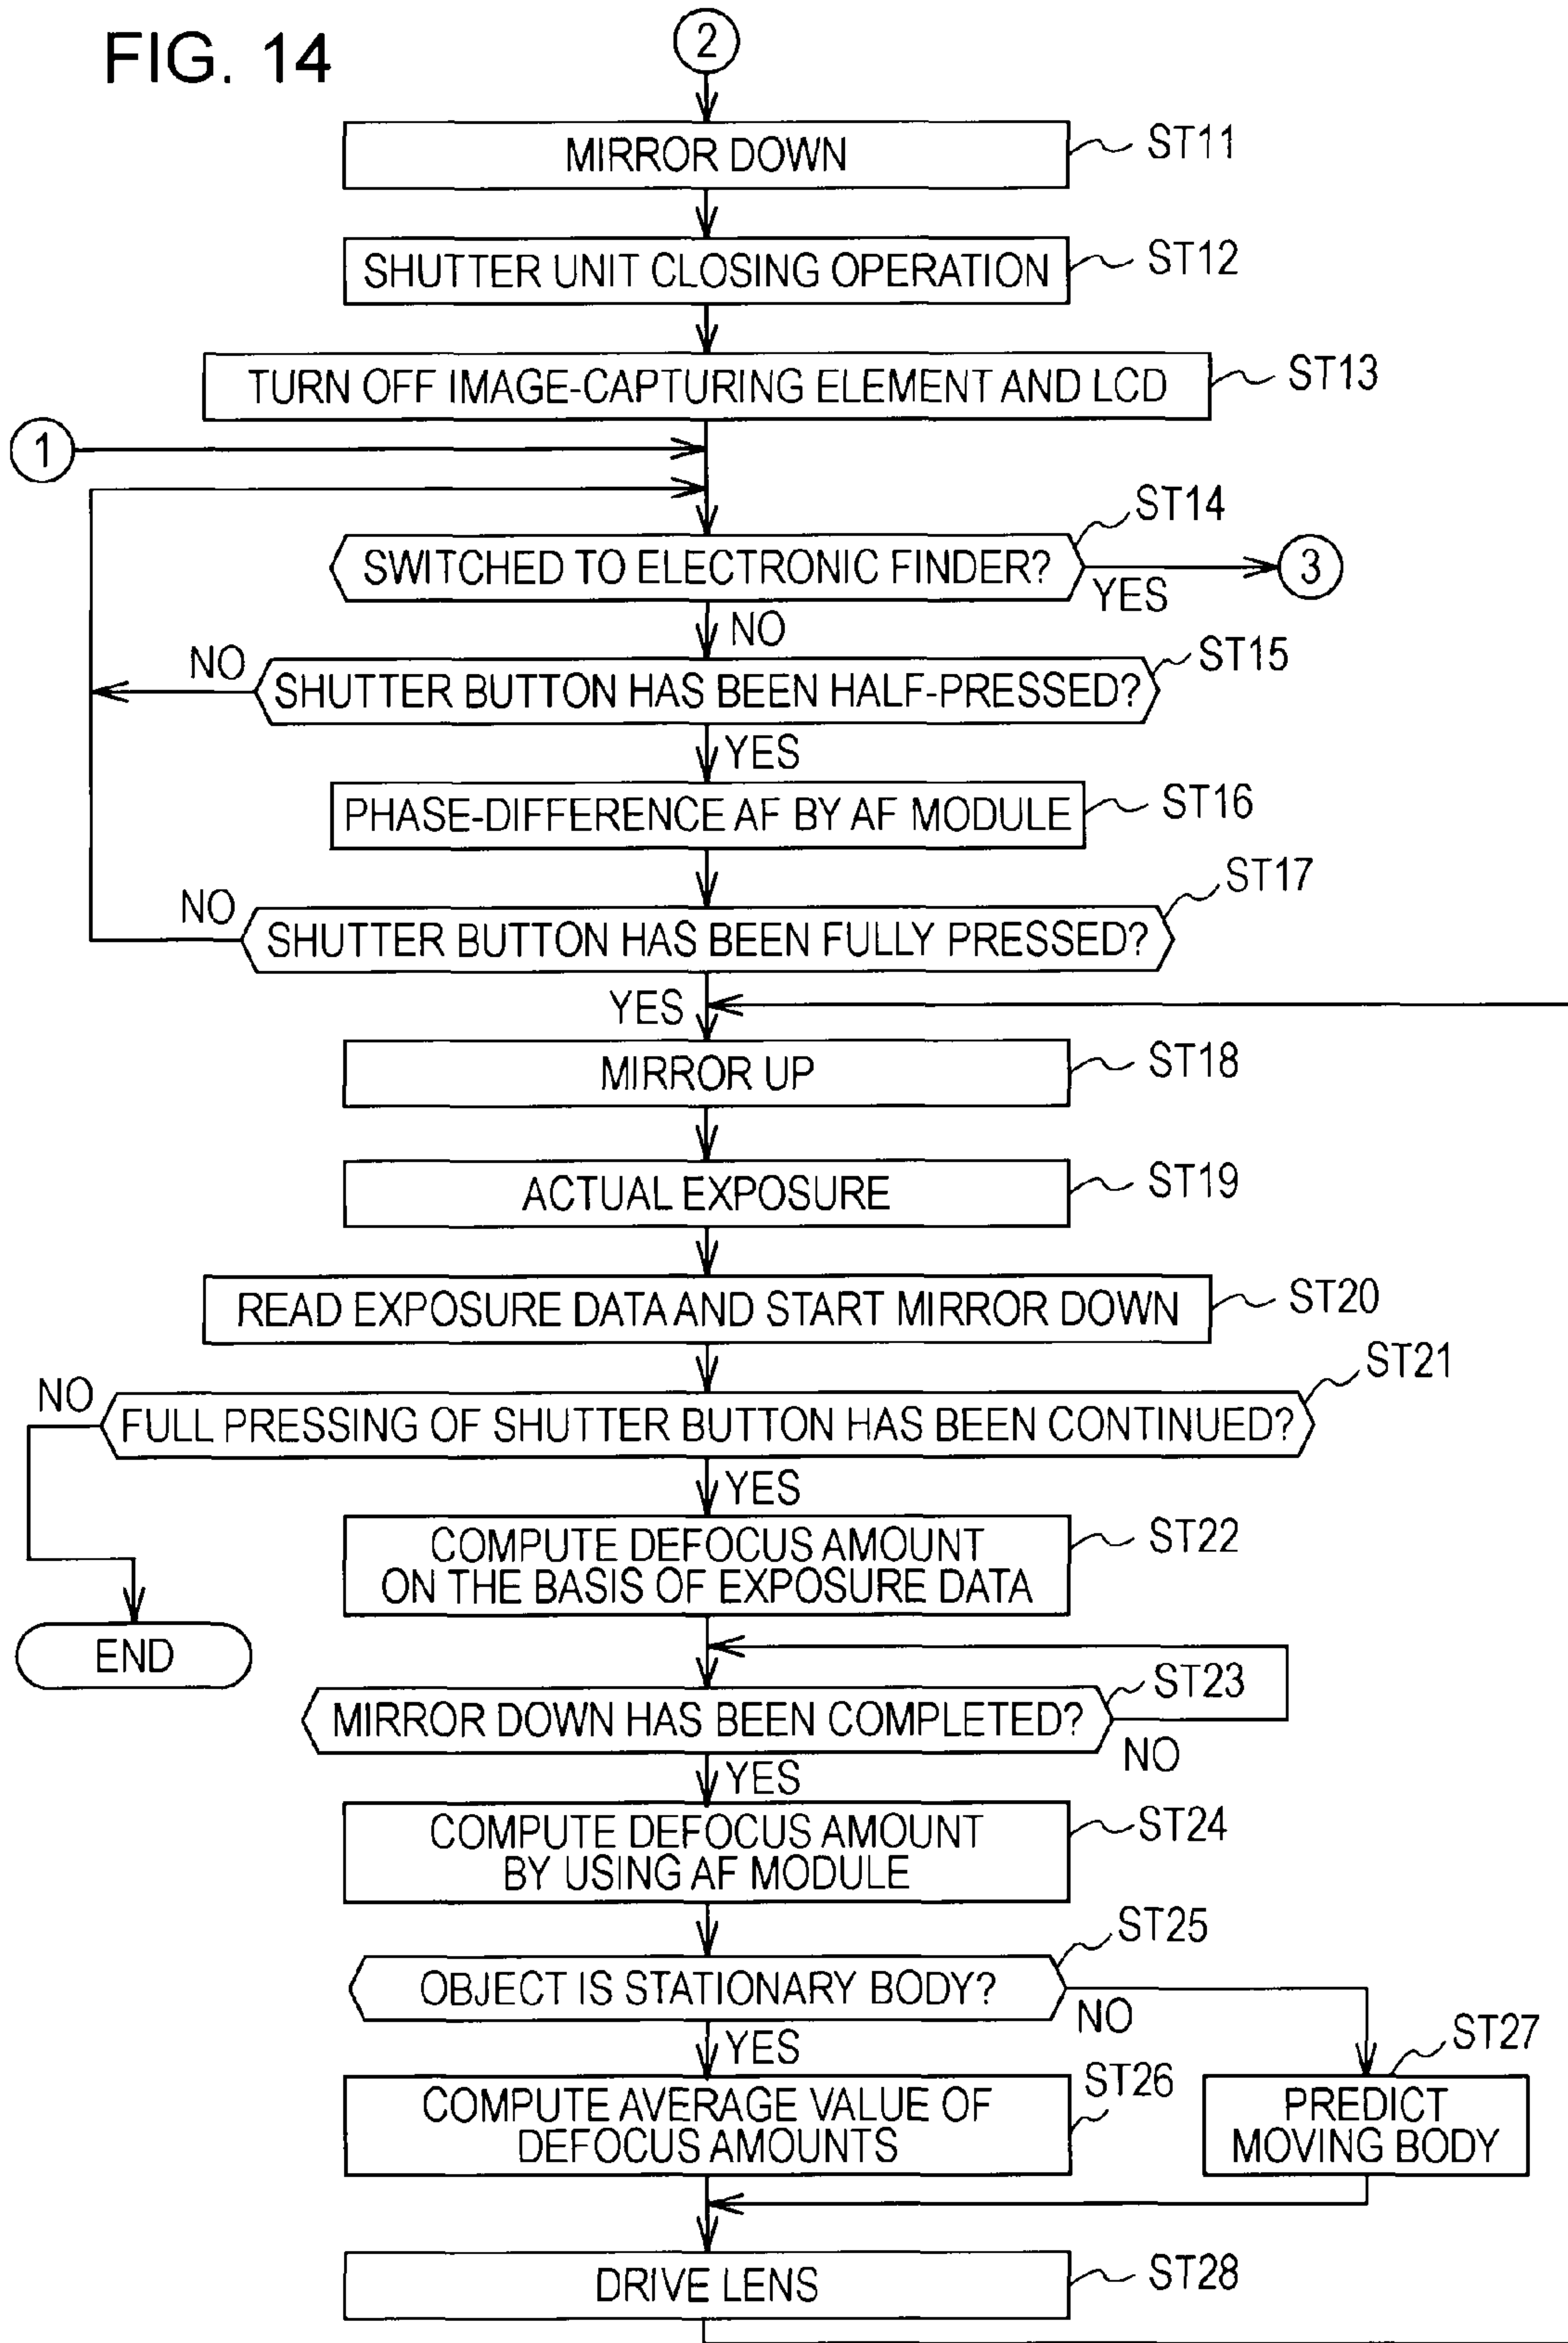 FIG. 14
2
MIRROR DOWN
ST11
SHUTTER UNIT CLOSING OPERATION
ST12
TURN OFF IMAGE-CAPTURING ELEMENT AND LCD
ST13
1
SWITCHED TO ELECTRONIC FINDER?
ST14
YES
3
NO
SHUTTER BUTTON HAS BEEN HALF-PRESSED?
ST15
NO
YES
PHASE-DIFFERENCE AF BY AF MODULE
ST16
SHUTTER BUTTON HAS BEEN FULLY PRESSED?
ST17
NO
YES
MIRROR UP
ST18
ACTUAL EXPOSURE
ST19
READ EXPOSURE DATA AND START MIRROR DOWN
ST20
FULL PRESSING OF SHUTTER BUTTON HAS BEEN CONTINUED?
ST21
NO
YES
COMPUTE DEFOCUS AMOUNT
ON THE BASIS OF EXPOSURE DATA
ST22
END
MIRROR DOWN HAS BEEN COMPLETED?
ST23
NO
YES
COMPUTE DEFOCUS AMOUNT
BY USING AF MODULE
ST24
OBJECT IS STATIONARY BODY?
ST25
NO
YES
COMPUTE AVERAGE VALUE OF
DEFOCUS AMOUNTS
ST26
PREDICT
MOVING BODY
ST27
DRIVE LENS
ST28